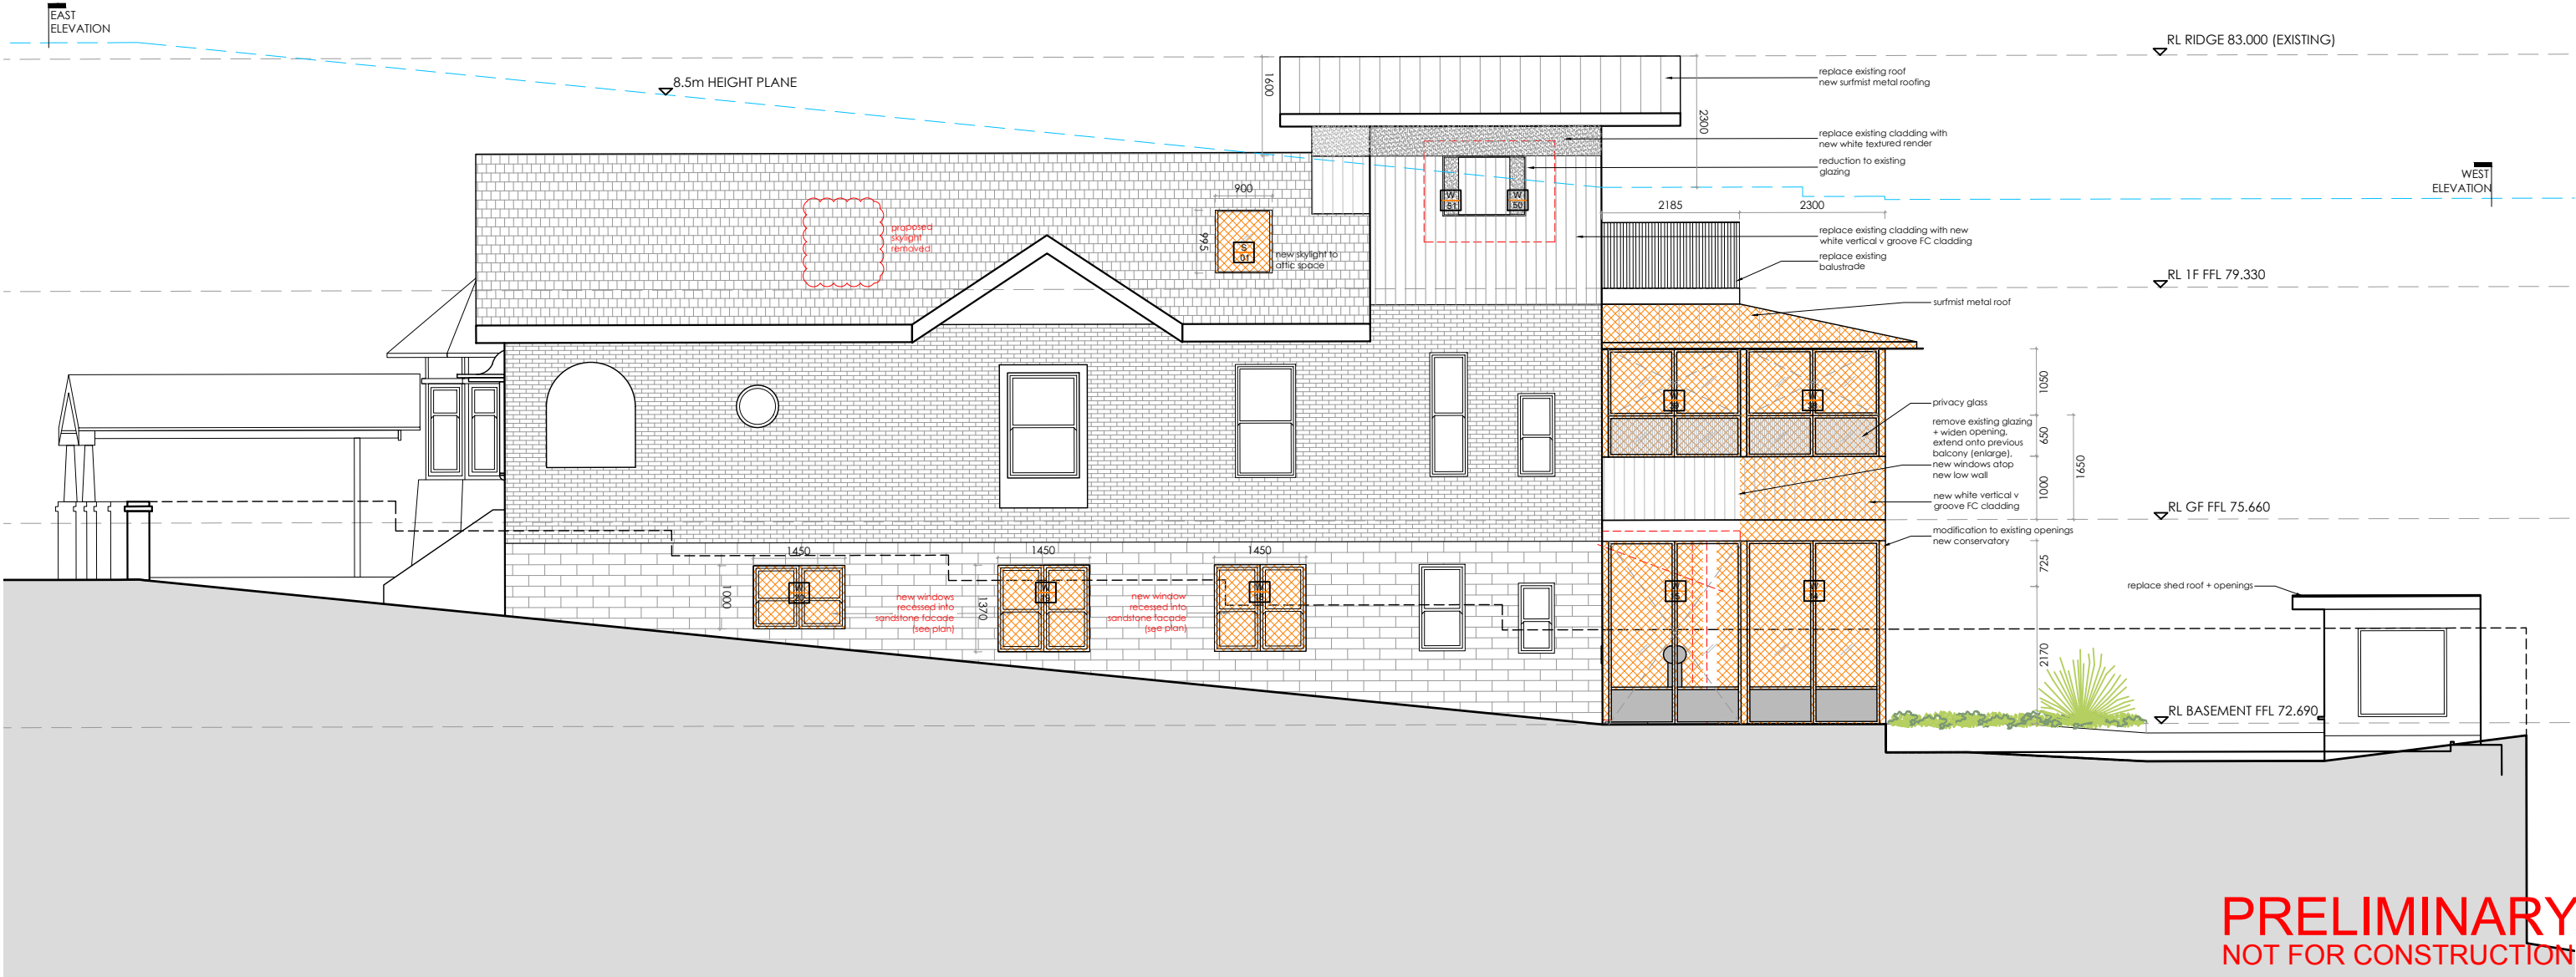 EAST
ELEVATION
RL RIDGE 83.000 (EXISTING)
8.5m HEIGHT PLANE
1600
2300
replace existing roof
new surfmist metal roofing
replace existing cladding with
new white textured render
reduction to existing
glazing
WEST
ELEVATION
900
995
S
01
new skylight to
attic space
proposed
skylight
removed
W
51
W
50
2185
2300
replace existing cladding with new
white vertical v groove FC cladding
replace existing
balustrade
RL 1F FFL 79.330
surfmist metal roof
1050
650
1000
1650
privacy glass
remove existing glazing
+ widen opening,
extend onto previous
balcony (enlarge),
new windows atop
new low wall
new white vertical v
groove FC cladding
W
W
RL GF FFL 75.660
modification to existing openings
new conservatory
725
2170
1450
1450
1450
1000
1370
W
W
W
W
W
new windows
recessed into
sandstone facade
(see plan)
new window
recessed into
sandstone facade
(see plan)
replace shed roof + openings
RL BASEMENT FFL 72.690
PRELIMINARY
NOT FOR CONSTRUCTION